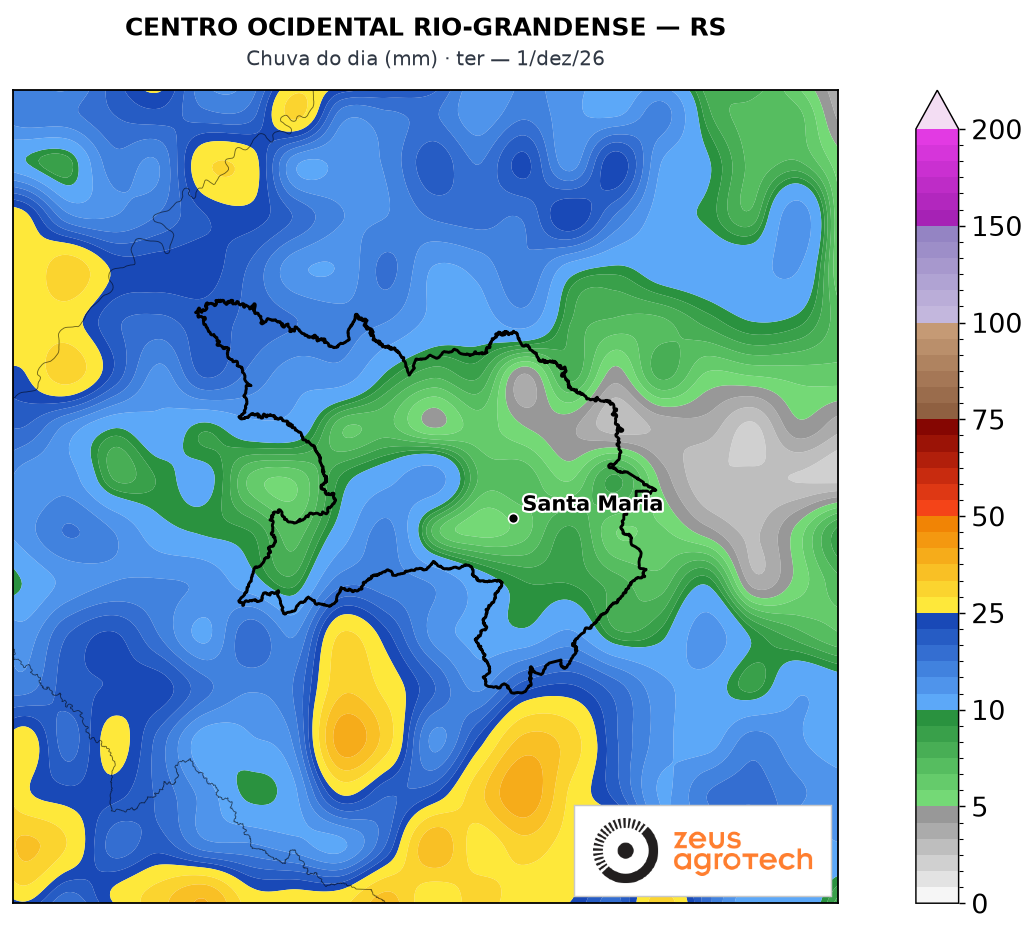 CENTRO OCIDENTAL RIO-GRANDENSE — RS
Chuva do dia (mm) · ter — 1/dez/26
200
150
100
75
50
25
10
5
0
Santa Maria
zeus
agrotech